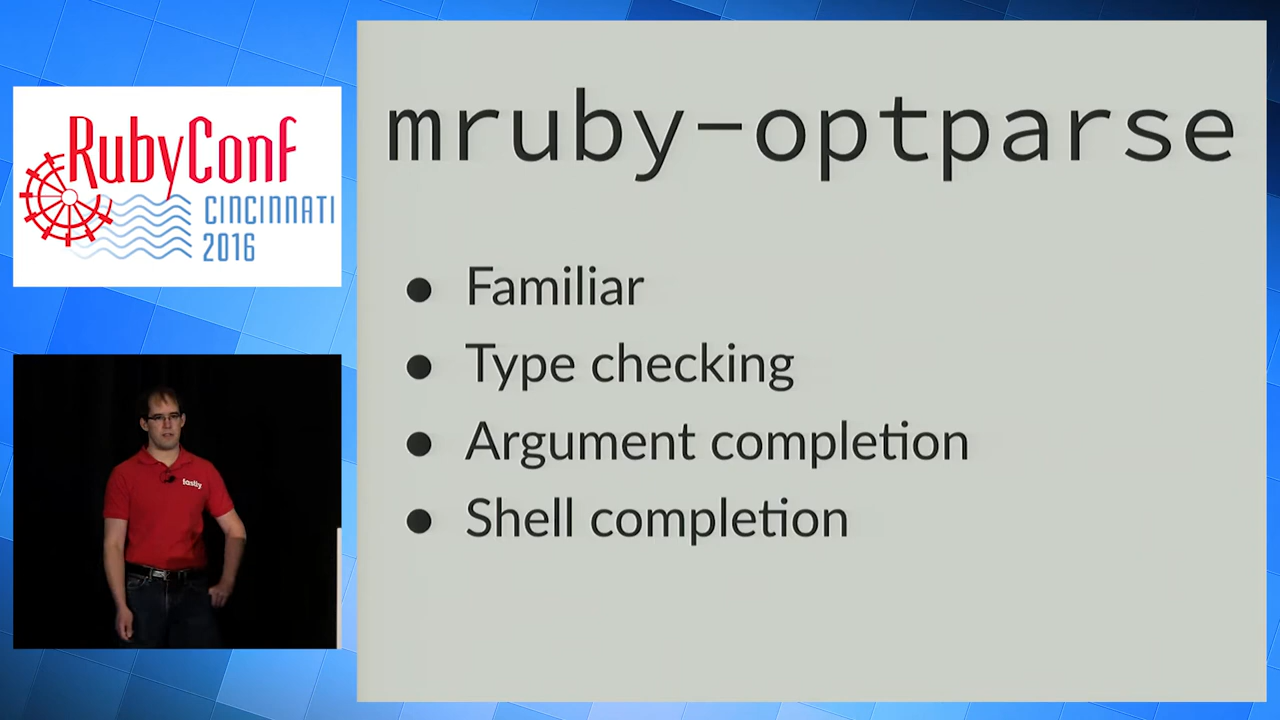 RubyConf
CINCINNATI
2016
fastly
mruby-optparse
● Familiar
● Type checking
● Argument completion
● Shell completion